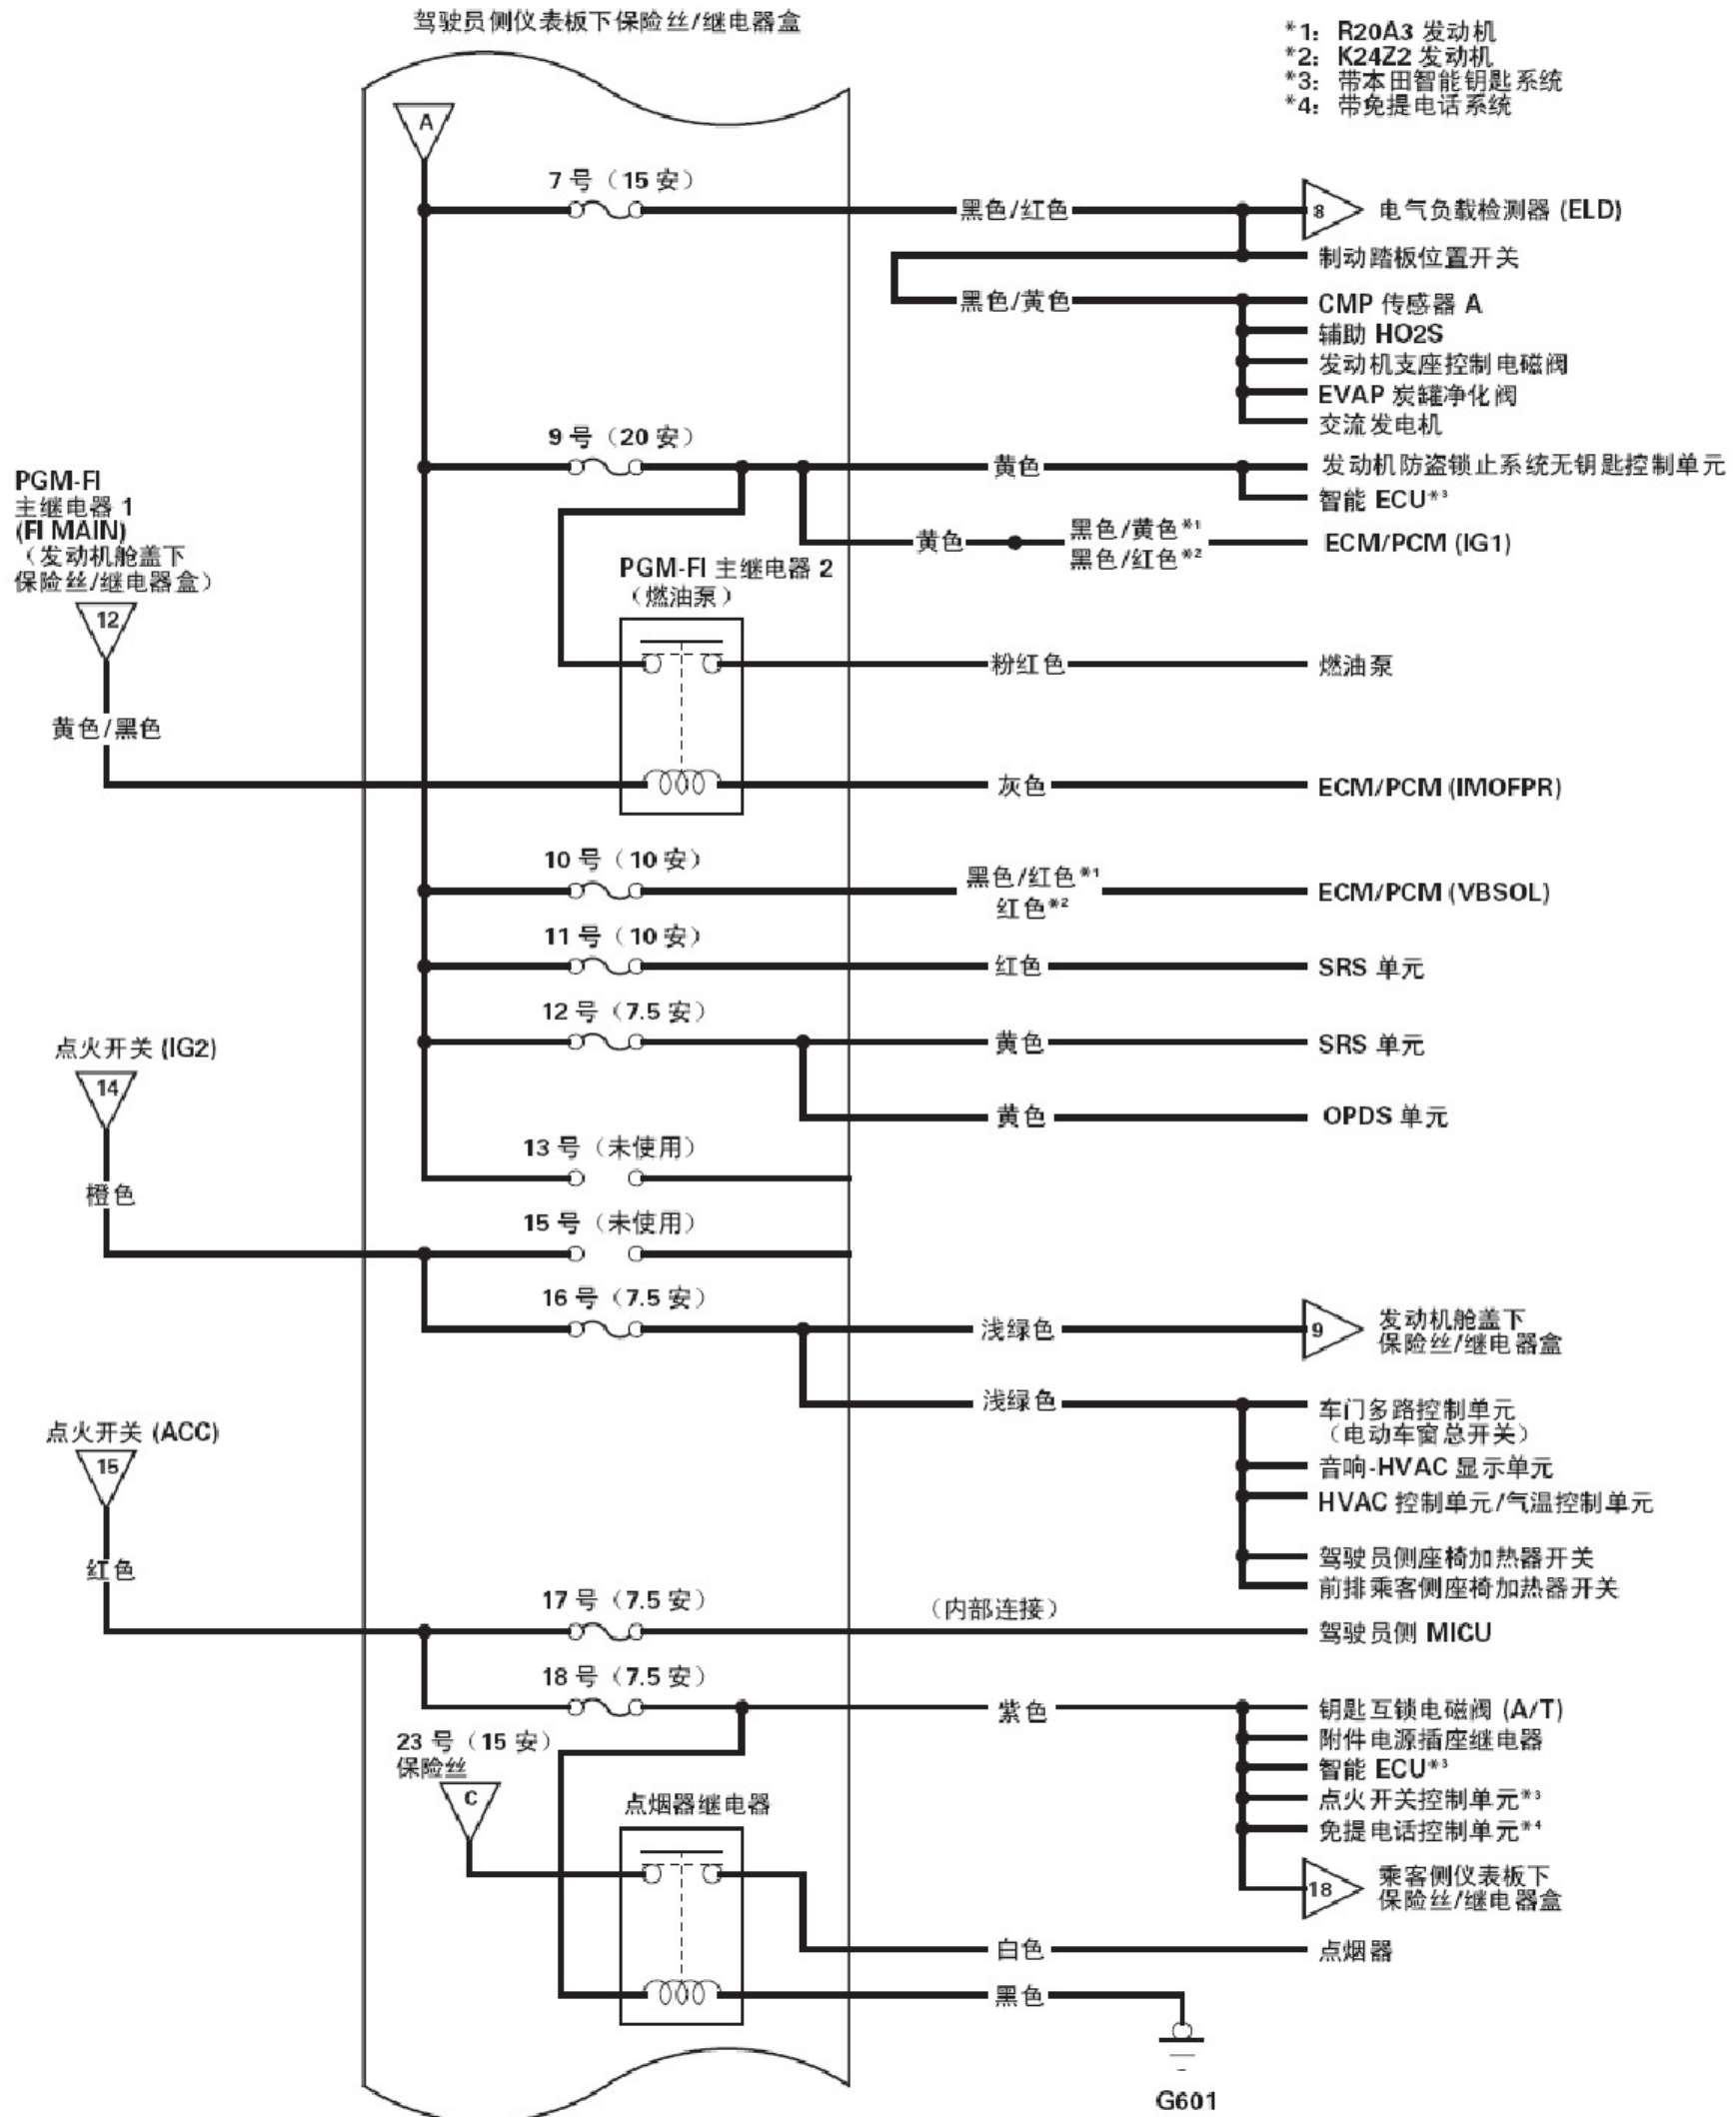 驾驶员侧仪表板下保险丝/继电器盒
*1: R20A3 发动机
*2: K24Z2 发动机
*3: 带本田智能钥匙系统
*4: 带免提电话系统
A
7 号（15 安）
黑色/红色
8
电气负载检测器 (ELD)
制动踏板位置开关
黑色/黄色
CMP 传感器 A
辅助 HO2S
发动机支座控制电磁阀
EVAP 炭罐净化阀
交流发电机
9 号（20 安）
黄色
发动机防盗锁止系统无钥匙控制单元
智能 ECU*3
黄色
黑色/黄色*1
黑色/红色*2
ECM/PCM (IG1)
PGM-FI
主继电器 1
(FI MAIN)
（发动机舱盖下
保险丝/继电器盒）
12
黄色/黑色
PGM-FI 主继电器 2
（燃油泵）
粉红色
燃油泵
灰色
ECM/PCM (IMOFPR)
10 号（10 安）
黑色/红色*1
红色*2
ECM/PCM (VBSOL)
11 号（10 安）
红色
SRS 单元
12 号（7.5 安）
黄色
SRS 单元
黄色
OPDS 单元
点火开关 (IG2)
14
橙色
13 号（未使用）
15 号（未使用）
16 号（7.5 安）
浅绿色
9
发动机舱盖下
保险丝/继电器盒
浅绿色
车门多路控制单元
（电动车窗总开关）
音响-HVAC 显示单元
HVAC 控制单元/气温控制单元
驾驶员侧座椅加热器开关
前排乘客侧座椅加热器开关
点火开关 (ACC)
15
红色
17 号（7.5 安）
（内部连接）
驾驶员侧 MICU
18 号（7.5 安）
紫色
钥匙互锁电磁阀 (A/T)
附件电源插座继电器
智能 ECU*3
点火开关控制单元*3
免提电话控制单元*4
18
乘客侧仪表板下
保险丝/继电器盒
23 号（15 安）
保险丝
C
点烟器继电器
白色
点烟器
黑色
G601